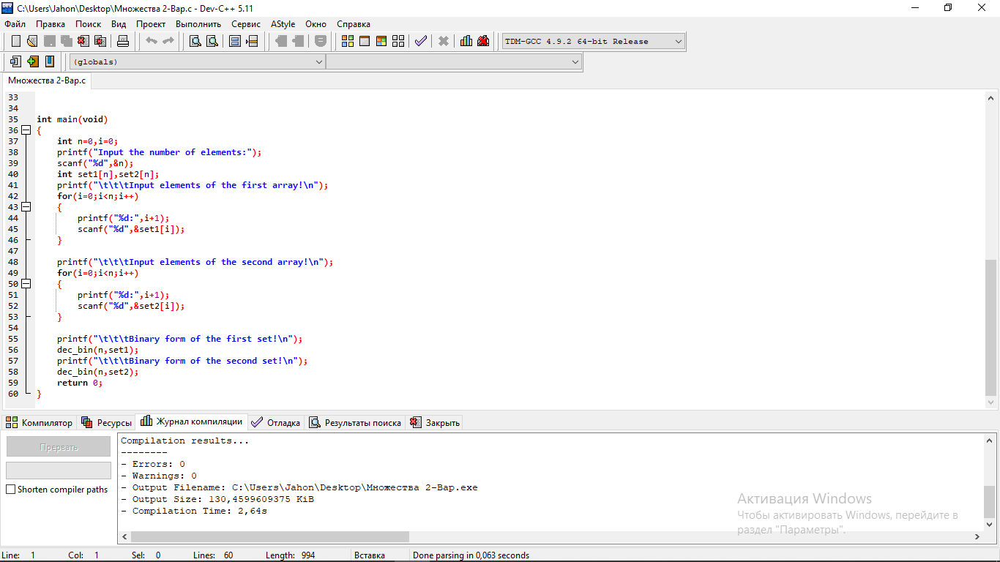 C:\Users\Jahon\Desktop\Множества 2-Вар.c - Dev-C++ 5.11
Файл Правка Поиск Вид Проект Выполнить Сервис AStyle Окно Справка
TDM-GCC 4.9.2 64-bit Release
(globals)
Множества 2-Вар.c
33
34
35 int main(void)
36 {
37 int n=0,i=0;
38 printf("Input the number of elements:");
39 scanf("%d",&n);
40 int set1[n],set2[n];
41 printf("\t\t\tInput elements of the first array!\n");
42 for(i=0;i<n;i++)
43 {
44 printf("%d:",i+1);
45 scanf("%d",&set1[i]);
46 }
47
48 printf("\t\t\tInput elements of the second array!\n");
49 for(i=0;i<n;i++)
50 {
51 printf("%d:",i+1);
52 scanf("%d",&set2[i]);
53 }
54
55 printf("\t\t\tBinary form of the first set!\n");
56 dec_bin(n,set1);
57 printf("\t\t\tBinary form of the second set!\n");
58 dec_bin(n,set2);
59 return 0;
60 }
Компилятор Ресурсы Журнал компиляции Отладка Результаты поиска Закрыть
Прервать
Shorten compiler paths
Compilation results...
--------
- Errors: 0
- Warnings: 0
- Output Filename: C:\Users\Jahon\Desktop\Множества 2-Вар.exe
- Output Size: 130,4599609375 KiB
- Compilation Time: 2,64s
Активация Windows
Чтобы активировать Windows, перейдите в
раздел "Параметры".
Line: 1 Col: 1 Sel: 0 Lines: 60 Length: 994 Вставка Done parsing in 0,063 seconds